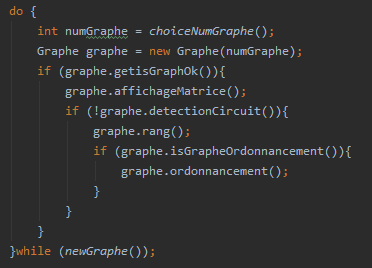 do {
    int numGraphe = choiceNumGraphe();
    Graphe graphe = new Graphe(numGraphe);
    if (graphe.getisGraphOk()){
        graphe.affichageMatrice();
        if (!graphe.detectionCircuit()){
            graphe.rang();
            if (graphe.isGrapheOrdonnancement()){
                graphe.ordonnancement();
            }
        }
    }
}while (newGraphe());